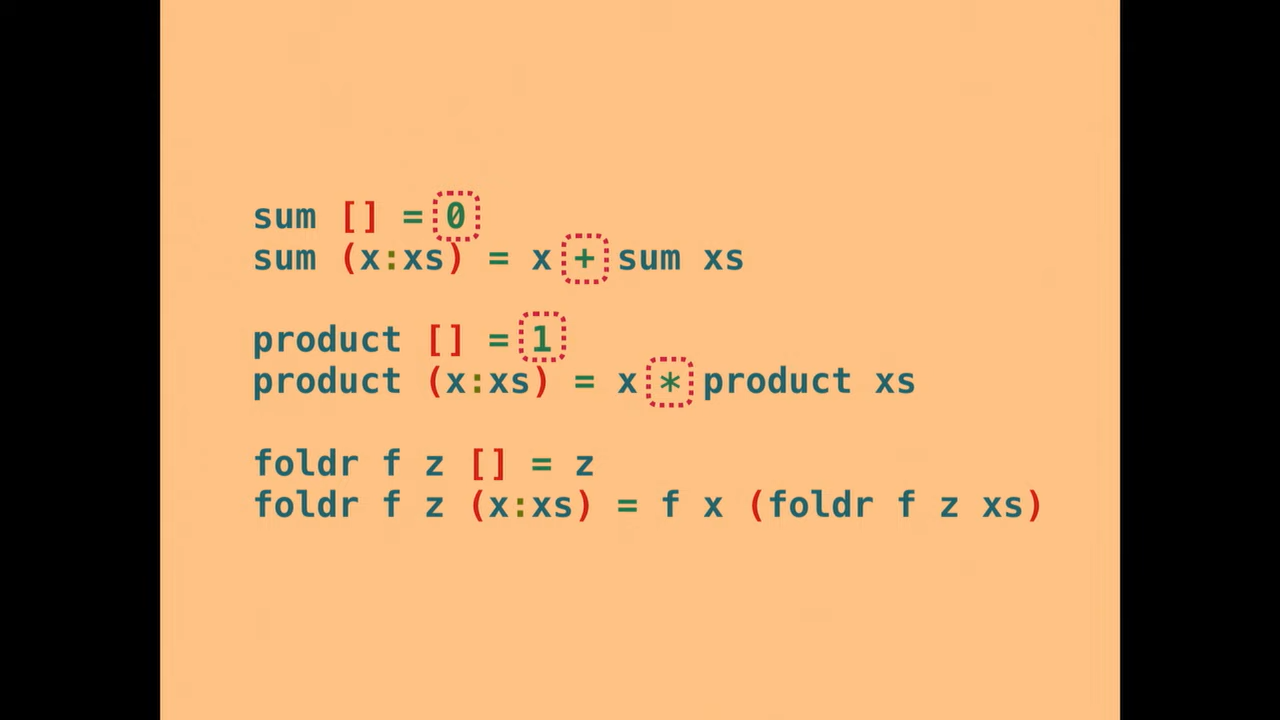 sum [] = 0
sum (x:xs) = x + sum xs
product [] = 1
product (x:xs) = x * product xs
foldr f z [] = z
foldr f z (x:xs) = f x (foldr f z xs)